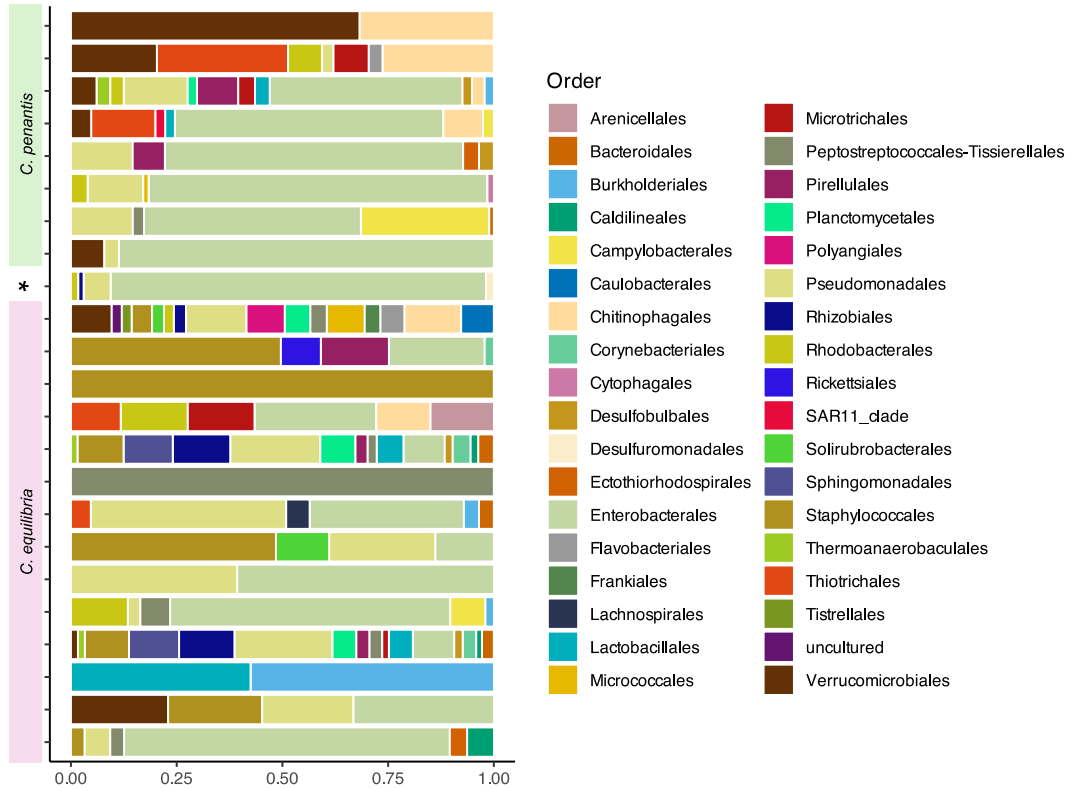 C. penantis
*
C. equilibria
0.00 0.25 0.50 0.75 1.00
Order
Arenicellales
Bacteroidales
Burkholderiales
Caldilineales
Campylobacterales
Caulobacterales
Chitinophagales
Corynebacteriales
Cytophagales
Desulfobulbales
Desulfuromonadales
Ectothiorhodospirales
Enterobacterales
Flavobacteriales
Frankiales
Lachnospirales
Lactobacillales
Micrococcales
Microtrichales
Peptostreptococcales-Tissierellales
Pirellulales
Planctomycetales
Polyangiales
Pseudomonadales
Rhizobiales
Rhodobacterales
Rickettsiales
SAR11_clade
Solirubrobacterales
Sphingomonadales
Staphylococcales
Thermoanaerobaculales
Thiotrichales
Tistrellales
uncultured
Verrucomicrobiales